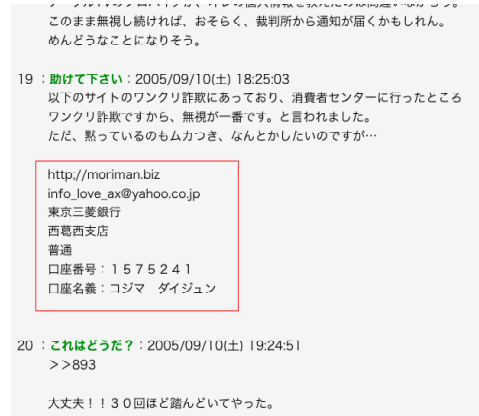 このまま無視し続ければ、おそらく、裁判所から通知が届くかもしれん。
めんどうなことになりそう。
19 ：助けて下さい：2005/09/10(土) 18:25:03
以下のサイトのワンクリ詐欺にあっており、消費者センターに行ったところ
ワンクリ詐欺ですから、無視が一番です。と言われました。
ただ、黙っているのもムカつき、なんとかしたいのですが…
http;//moriman.biz
info_love_ax@yahoo.co.jp
東京三菱銀行
西葛西支店
普通
口座番号：１５７５２４１
口座名義：コジマ　ダイジュン
20 ：これはどうだ？：2005/09/10(土) 19:24:51
＞＞893
大丈夫！！３０回ほど踏んどいてやった。